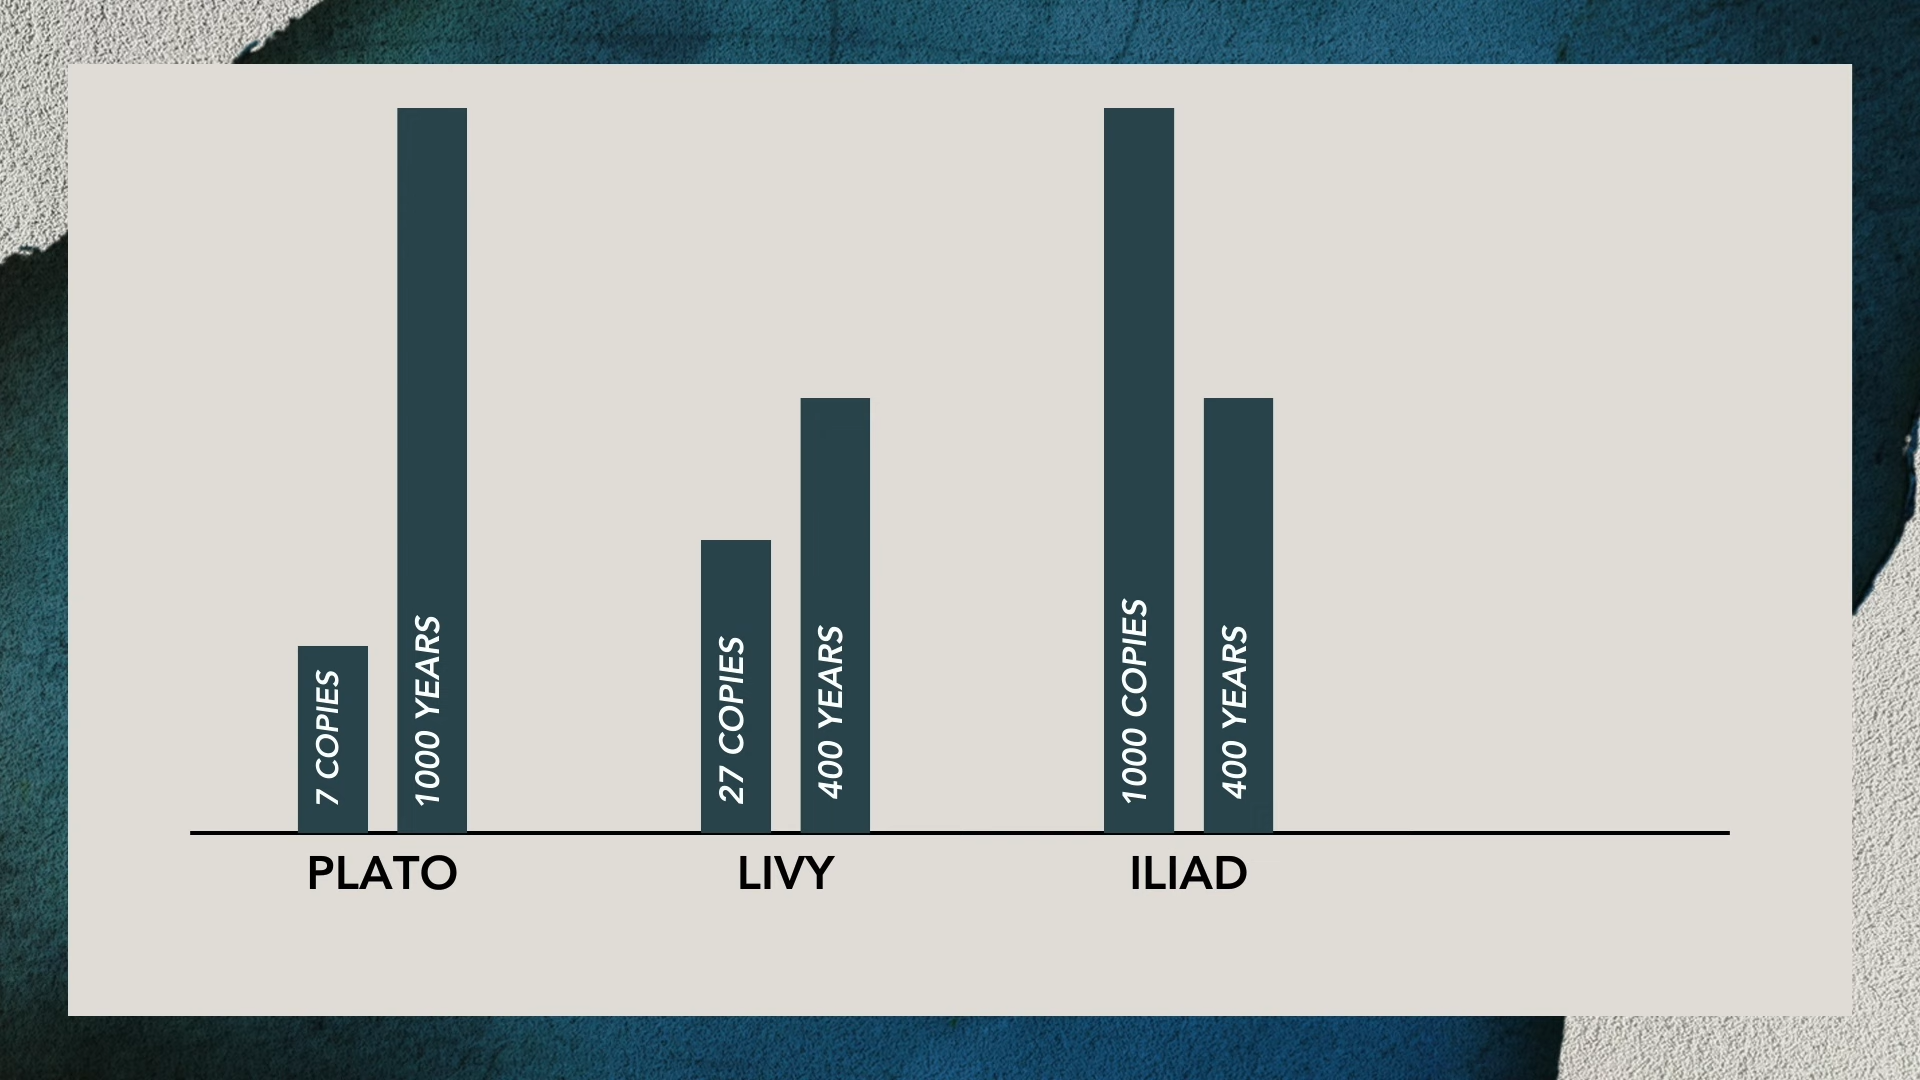 7 COPIES
1000 YEARS
PLATO
27 COPIES
400 YEARS
LIVY
1000 COPIES
400 YEARS
ILIAD